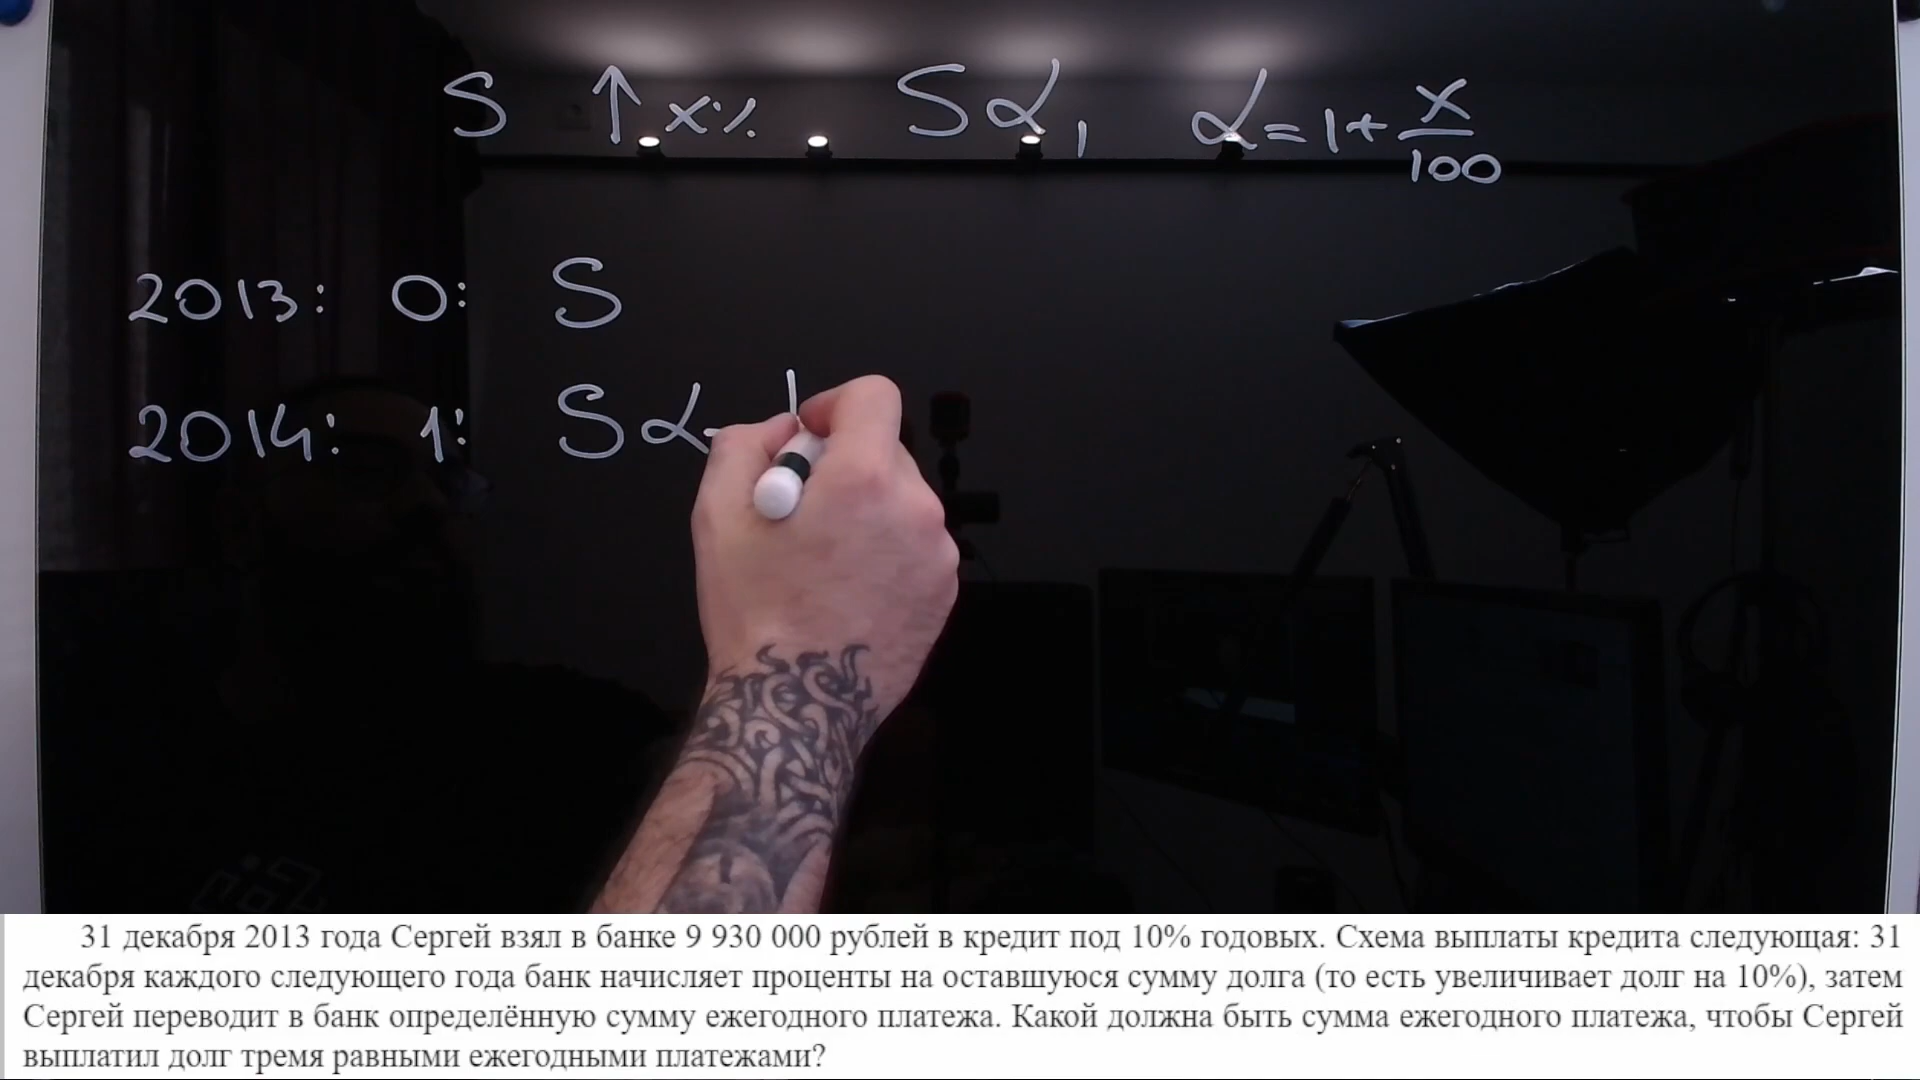 S ↑ x% . Sα, α = 1 + x/100
2013: 0: S
2014: 1: Sα -
31 декабря 2013 года Сергей взял в банке 9 930 000 рублей в кредит под 10% годовых. Схема выплаты кредита следующая: 31
декабря каждого следующего года банк начисляет проценты на оставшуюся сумму долга (то есть увеличивает долг на 10%), затем
Сергей переводит в банк определённую сумму ежегодного платежа. Какой должна быть сумма ежегодного платежа, чтобы Сергей
выплатил долг тремя равными ежегодными платежами?